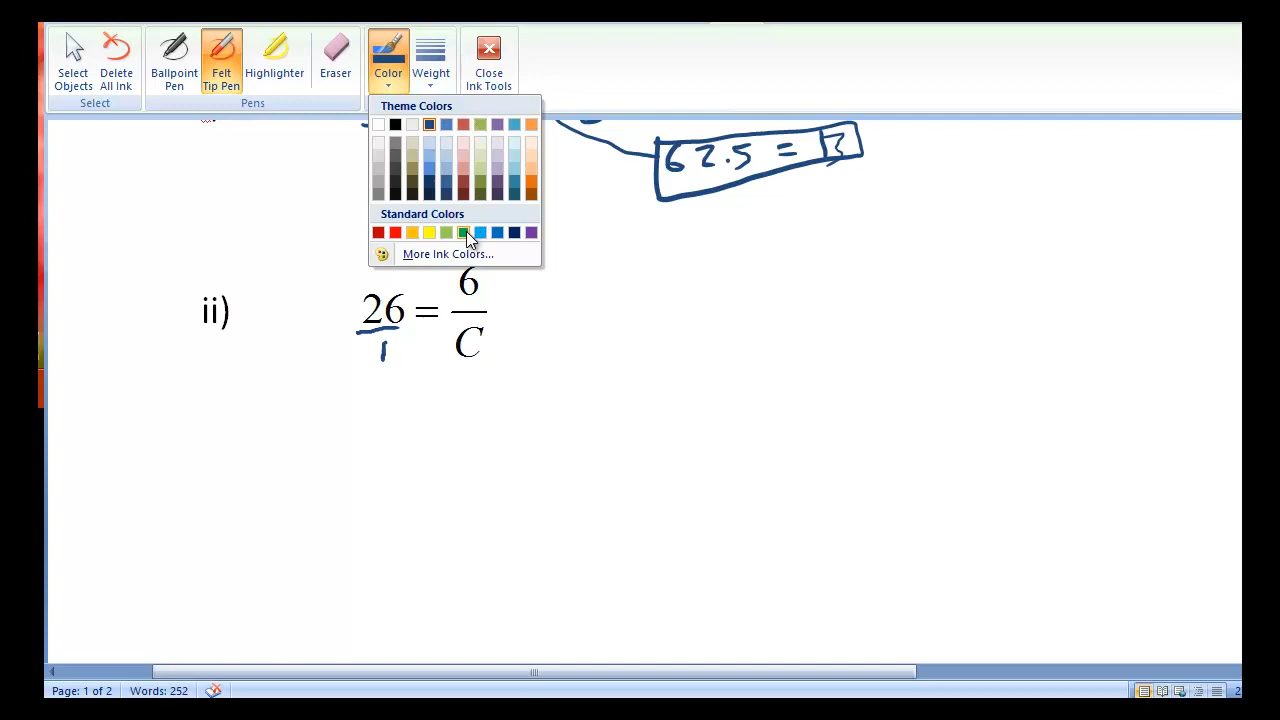 Select Objects
Delete All Ink
Ballpoint Pen
Felt Tip Pen
Highlighter
Eraser
Color
Weight
Close Ink Tools
Select
Pens
Theme Colors
Standard Colors
More Ink Colors...
62.5 = B
ii) 26/1 = 6/C
Page: 1 of 2
Words: 252
2